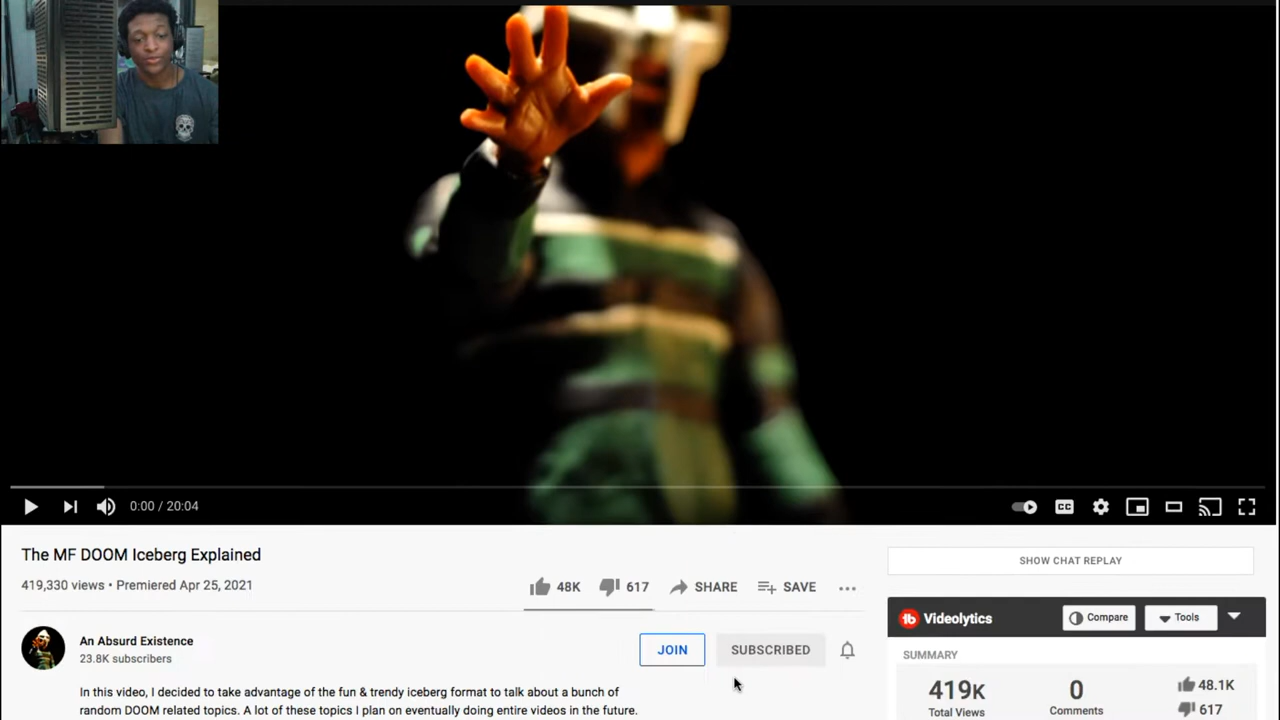 0:00 / 20:04
CC
The MF DOOM Iceberg Explained
419,330 views • Premiered Apr 25, 2021
48K
617
SHARE
SAVE
An Absurd Existence
23.8K subscribers
JOIN
SUBSCRIBED
In this video, I decided to take advantage of the fun & trendy iceberg format to talk about a bunch of
random DOOM related topics. A lot of these topics I plan on eventually doing entire videos in the future.
SHOW CHAT REPLAY
tb Videolytics
Compare
Tools
SUMMARY
419K
Total Views
0
Comments
48.1K
617